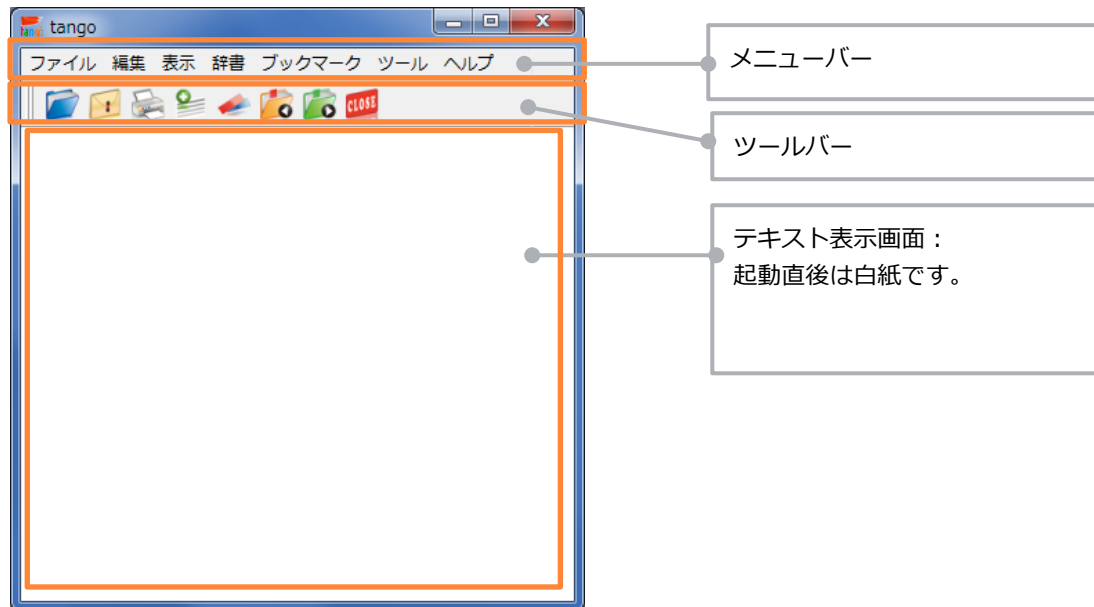 tango
ファイル 編集 表示 辞書 ブックマーク ツール ヘルプ
CLOSE
メニューバー
ツールバー
テキスト表示画面：
起動直後は白紙です。